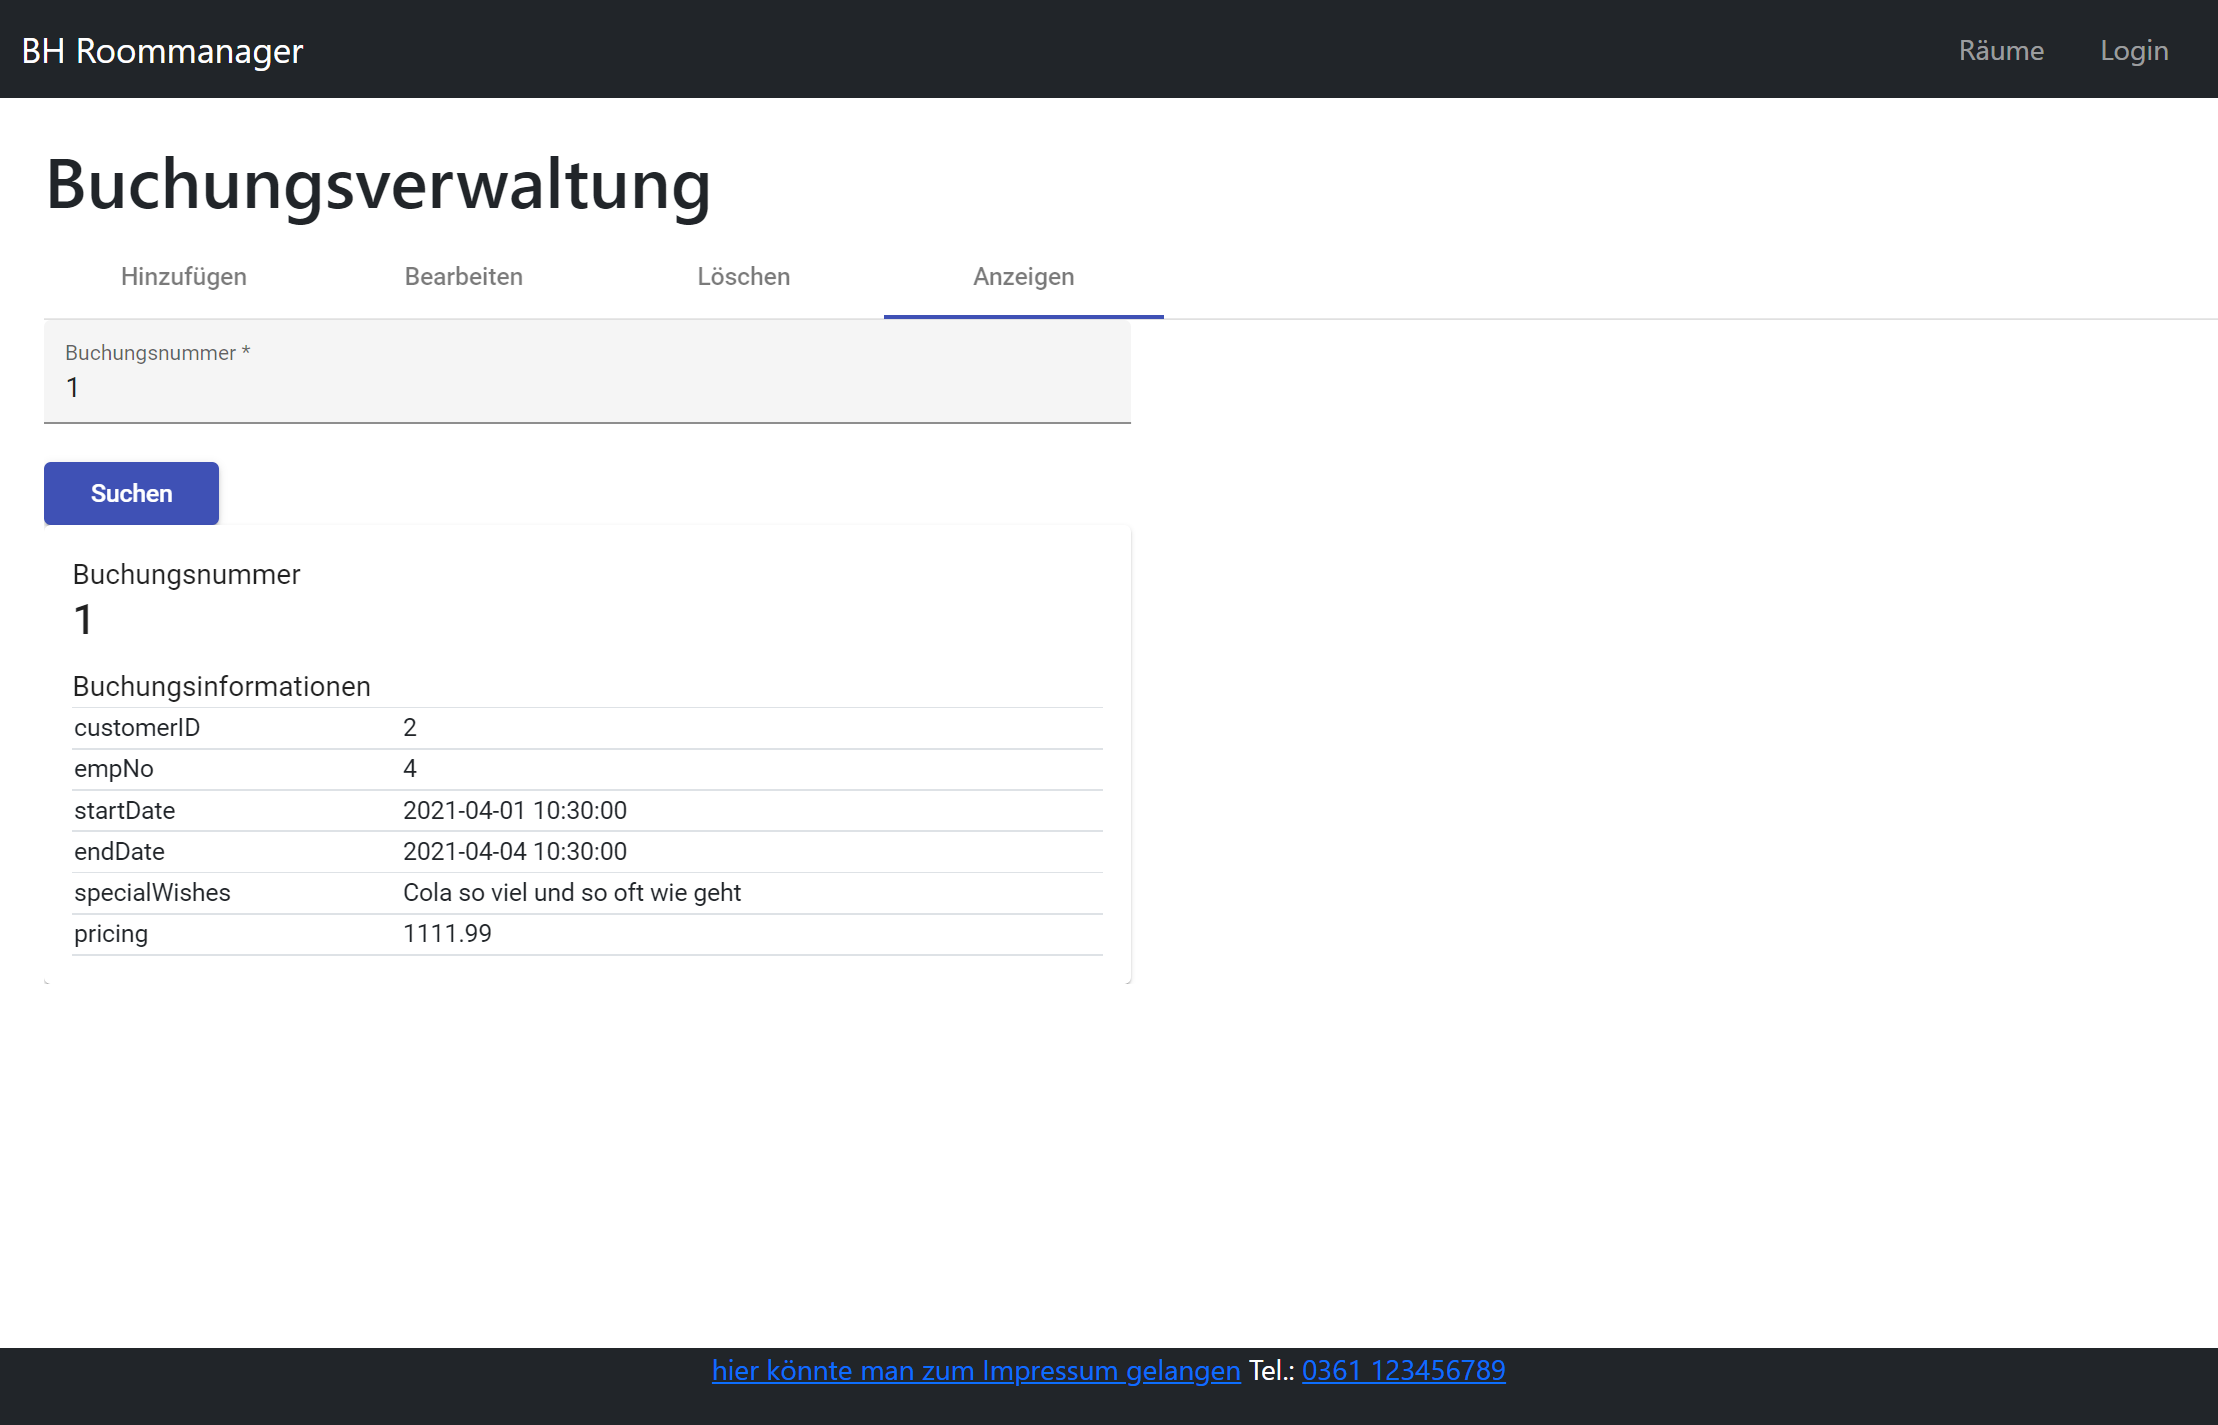 BH Roommanager Räume Login
Buchungsverwaltung
Hinzufügen Bearbeiten Löschen Anzeigen
Buchungsnummer *
1
Suchen
Buchungsnummer
1
Buchungsinformationen
customerID 2
empNo 4
startDate 2021-04-01 10:30:00
endDate 2021-04-04 10:30:00
specialWishes Cola so viel und so oft wie geht
pricing 1111.99
hier könnte man zum Impressum gelangen Tel.: 0361 123456789